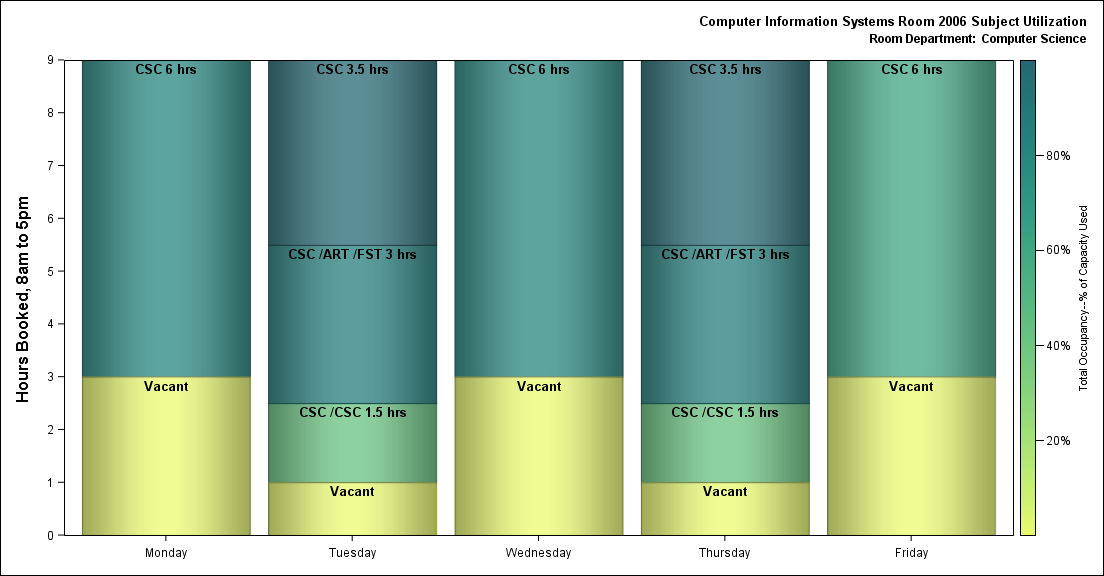 Computer Information Systems Room 2006 Subject Utilization
Room Department: Computer Science
Hours Booked, 8am to 5pm
9
8
7
6
5
4
3
2
1
0
CSC 6 hrs
Vacant
CSC 3.5 hrs
CSC /ART /FST 3 hrs
CSC /CSC 1.5 hrs
Vacant
CSC 6 hrs
Vacant
CSC 3.5 hrs
CSC /ART /FST 3 hrs
CSC /CSC 1.5 hrs
Vacant
CSC 6 hrs
Vacant
Monday
Tuesday
Wednesday
Thursday
Friday
80%
60%
40%
20%
Total Occupancy--% of Capacity Used